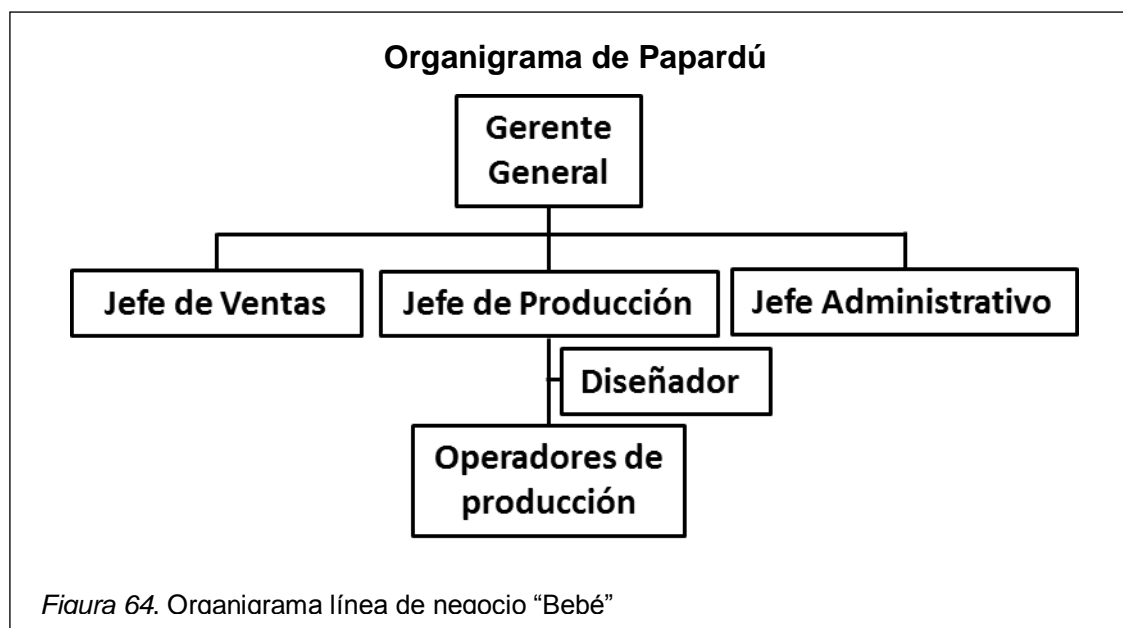 Organigrama de Papardú
Gerente
General
Jefe de Ventas
Jefe de Producción
Jefe Administrativo
Diseñador
Operadores de
producción
Figura 64. Organigrama línea de negocio “Bebé”